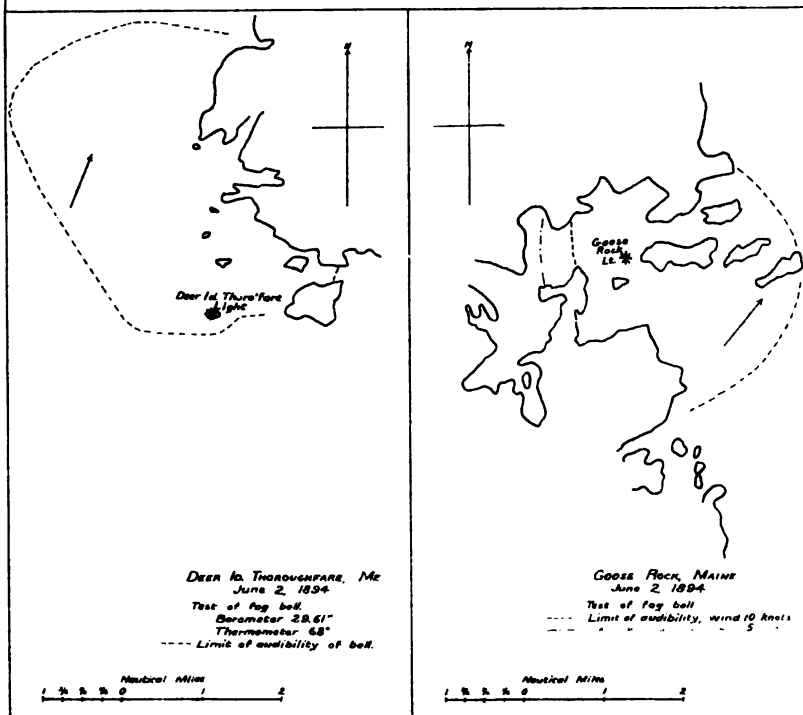 N
Deer Id. Thoro'fare
Light
DEER ID. THOROUGHFARE, ME
June 2, 1894
Test of fog bell.
Barometer 29.61"
Thermometer 68°
Limit of audibility of bell.
Nautical Miles
1 ¾ ½ ¼ 0 1 2
N
Goose
Rock
Lt.
GOOSE ROCK, MAINE
June 2, 1894
Test of fog bell
Limit of audibility, wind 10 knots
5
Nautical Miles
1 ¾ ½ ¼ 0 1 2